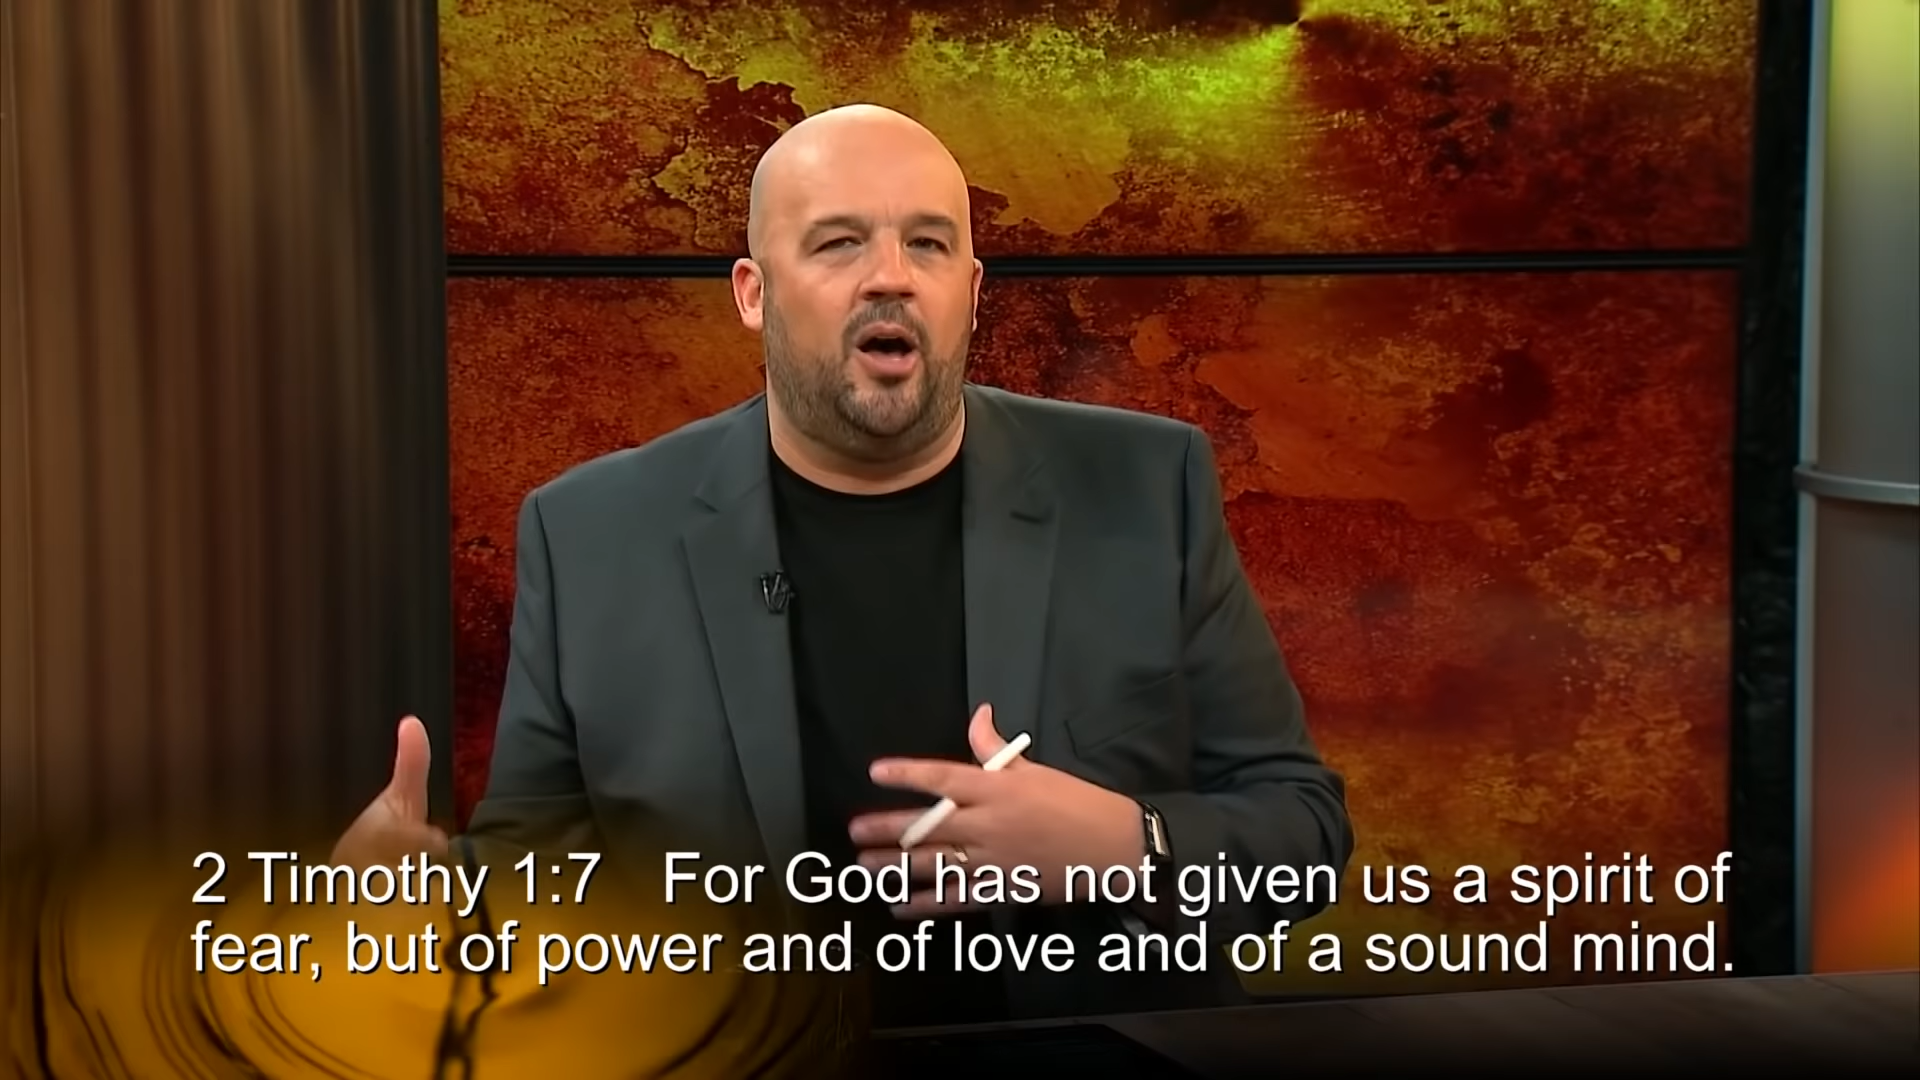 2 Timothy 1:7 For God has not given us a spirit of
fear, but of power and of love and of a sound mind.